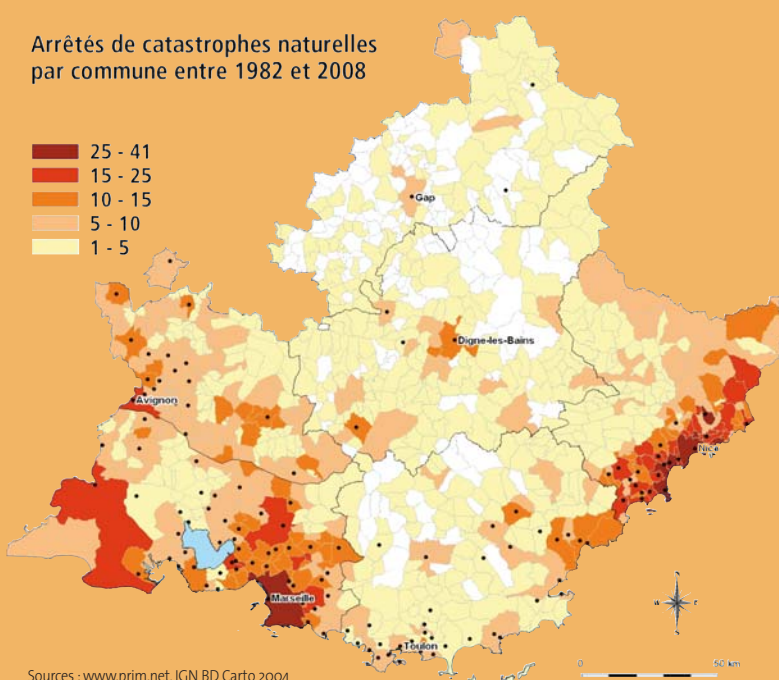 Arrêtés de catastrophes naturelles
par commune entre 1982 et 2008
25 - 41
15 - 25
10 - 15
5 - 10
1 - 5
Gap
Digne-les-Bains
Avignon
Nice
Marseille
Toulon
W E
0 50 km
Sources : www.prim.net, IGN BD Carto 2004